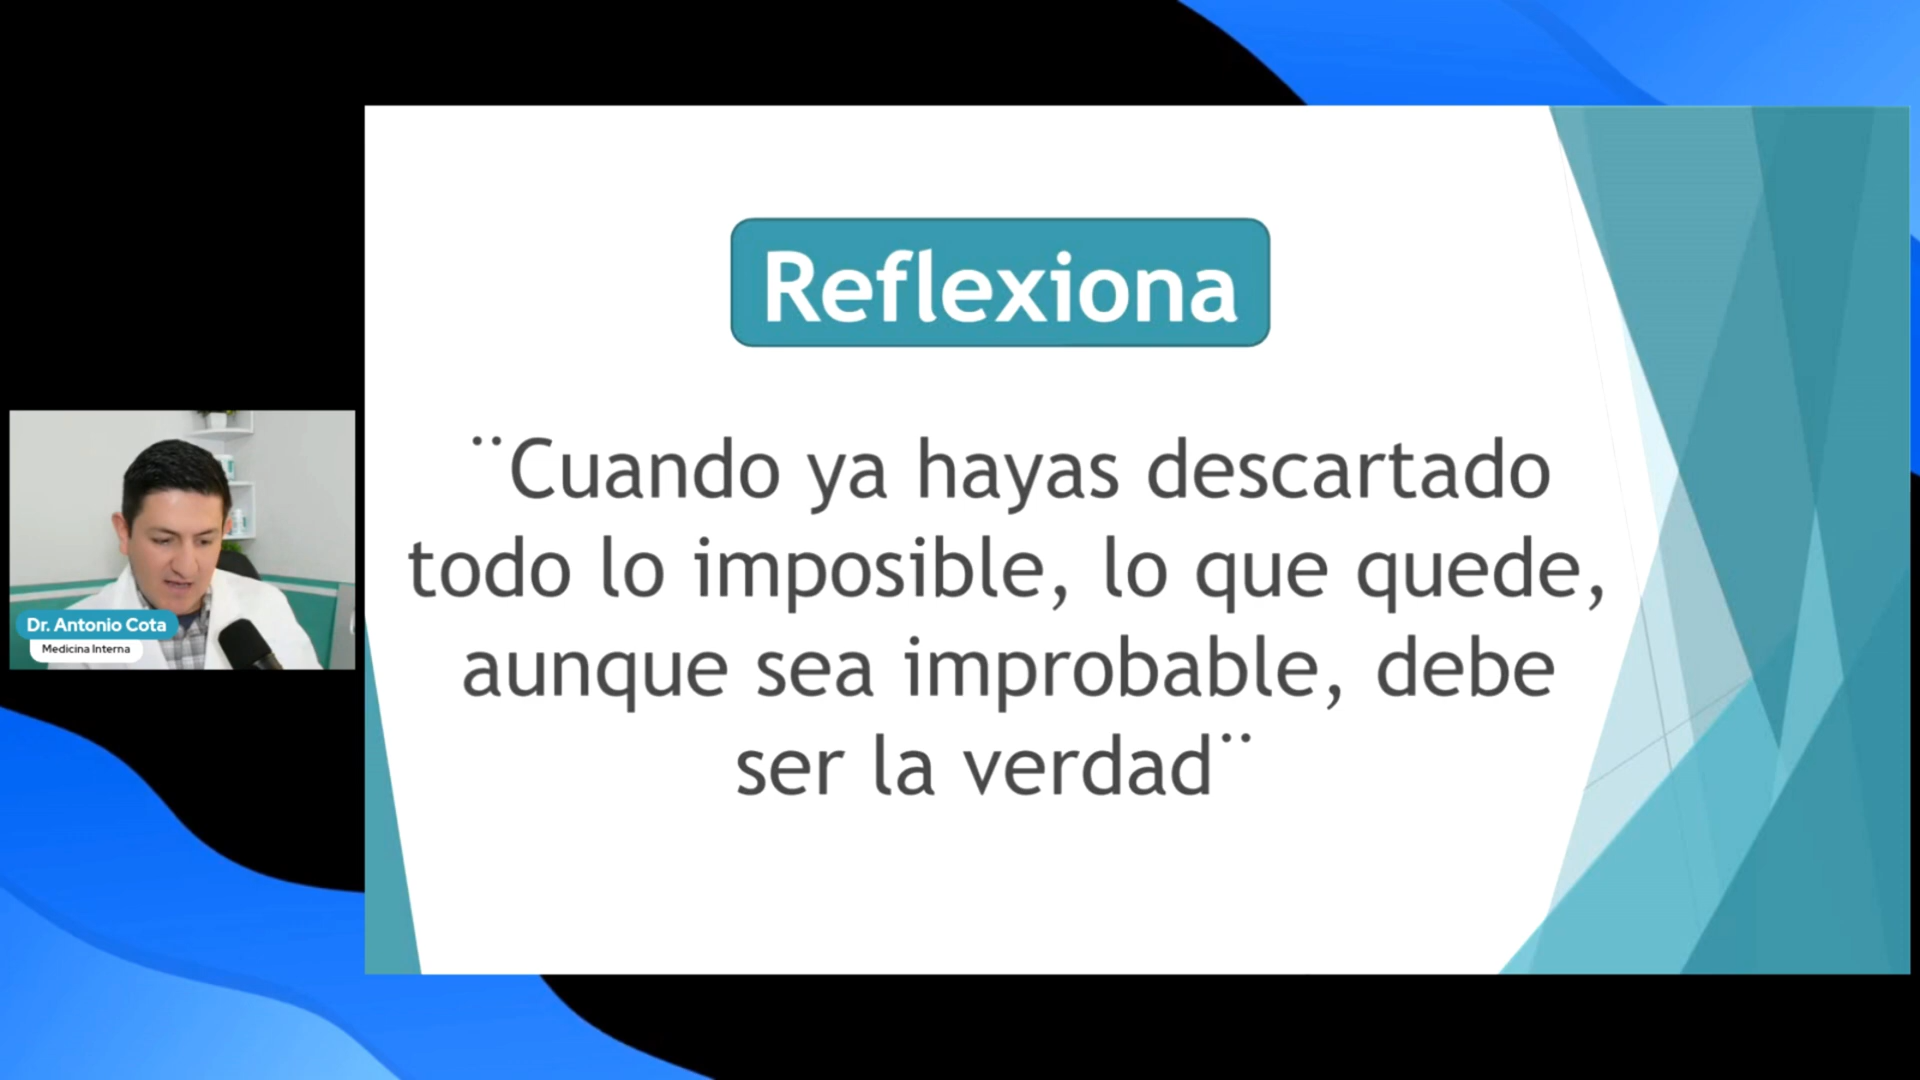 Reflexiona
¨Cuando ya hayas descartado
todo lo imposible, lo que quede,
aunque sea improbable, debe
ser la verdad¨
Dr. Antonio Cota
Medicina Interna